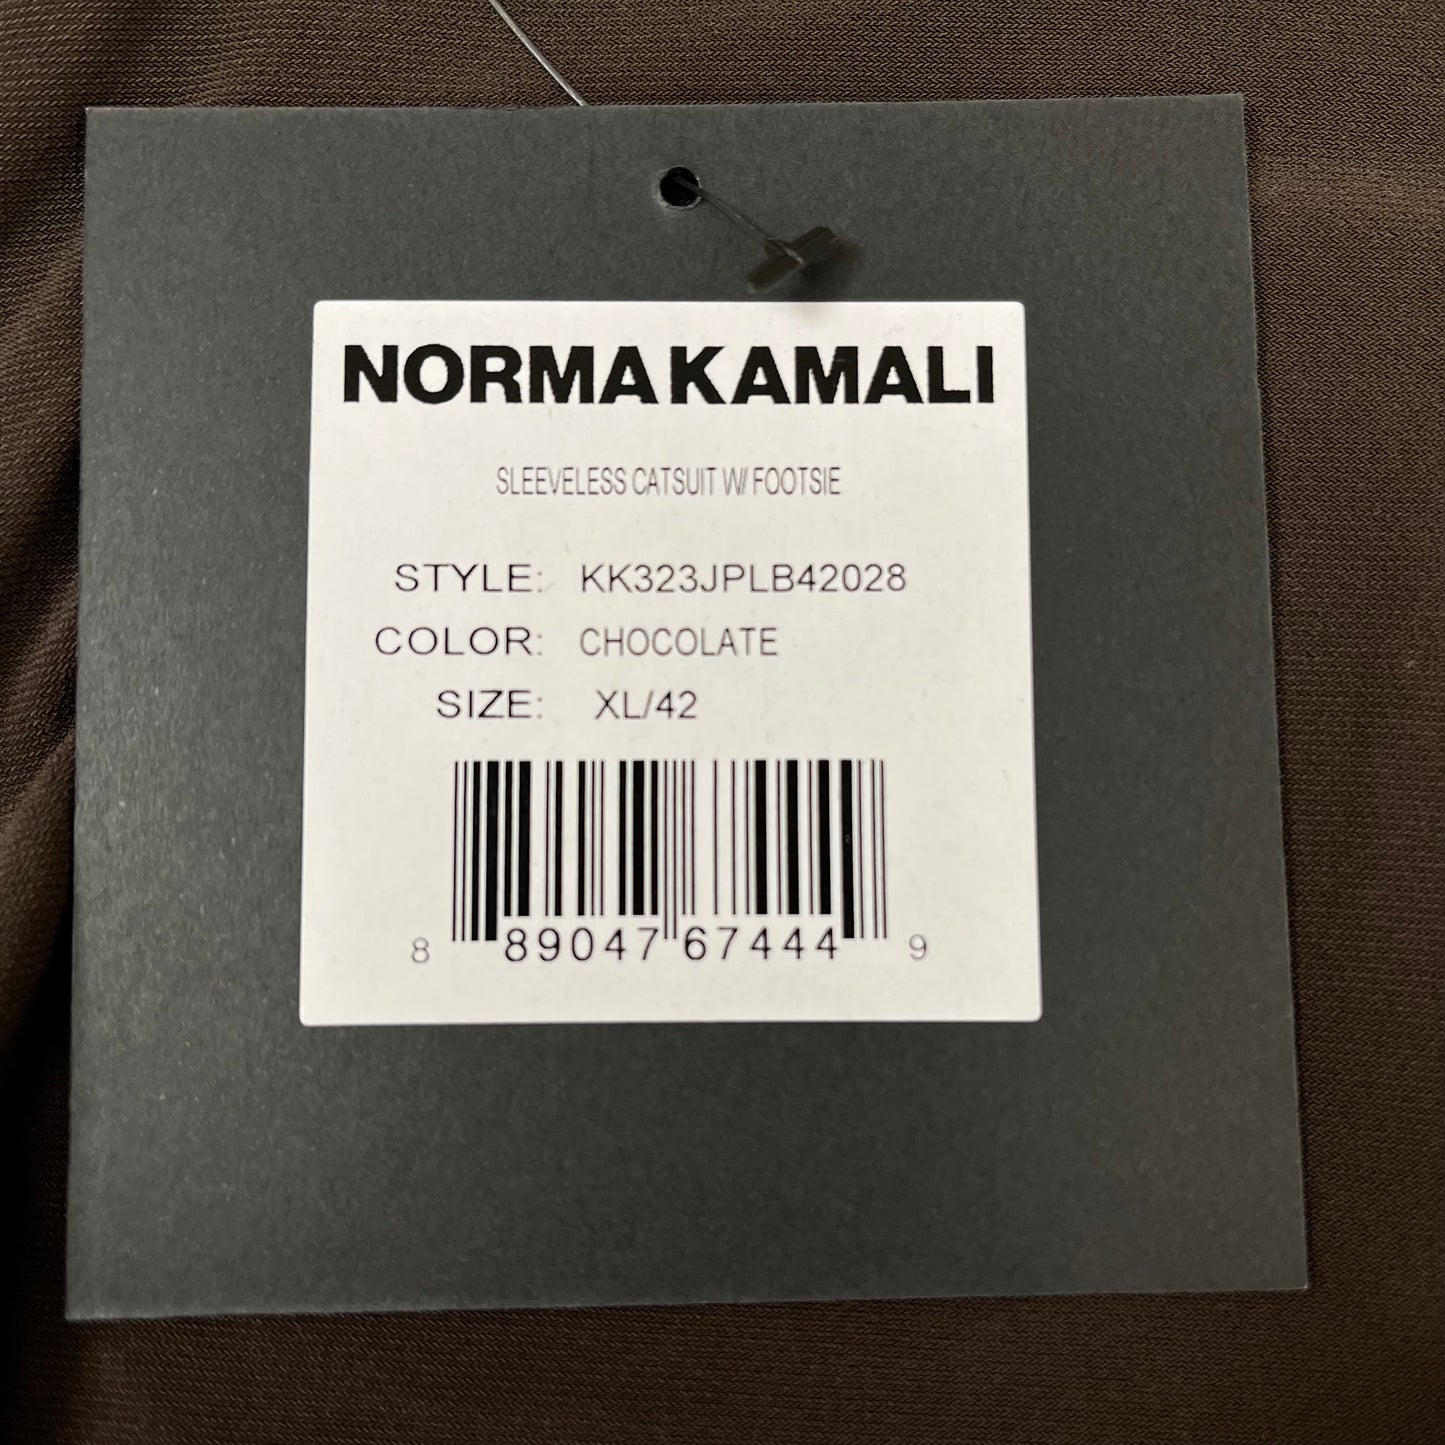 NORMA KAMALI
SLEEVELESS CATSUIT W/ FOOTSIE
STYLE: KK323JPLB42028
COLOR: CHOCOLATE
SIZE: XL/42
8 89047 67444 9